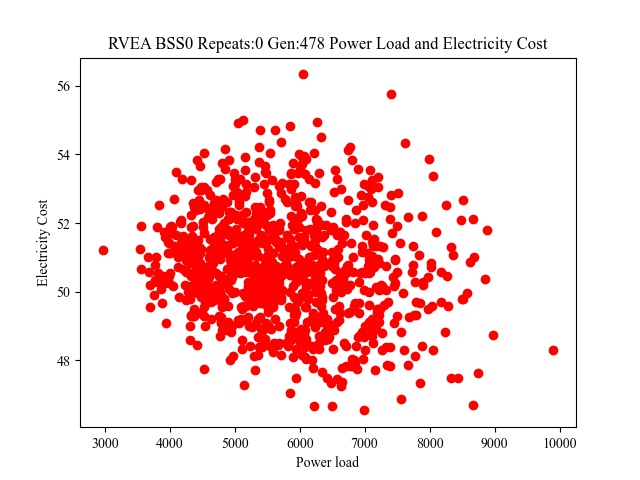 RVEA BSS0 Repeats:0 Gen:478 Power Load and Electricity Cost
56
54
52
50
48
Electricity Cost
3000 4000 5000 6000 7000 8000 9000 10000
Power load